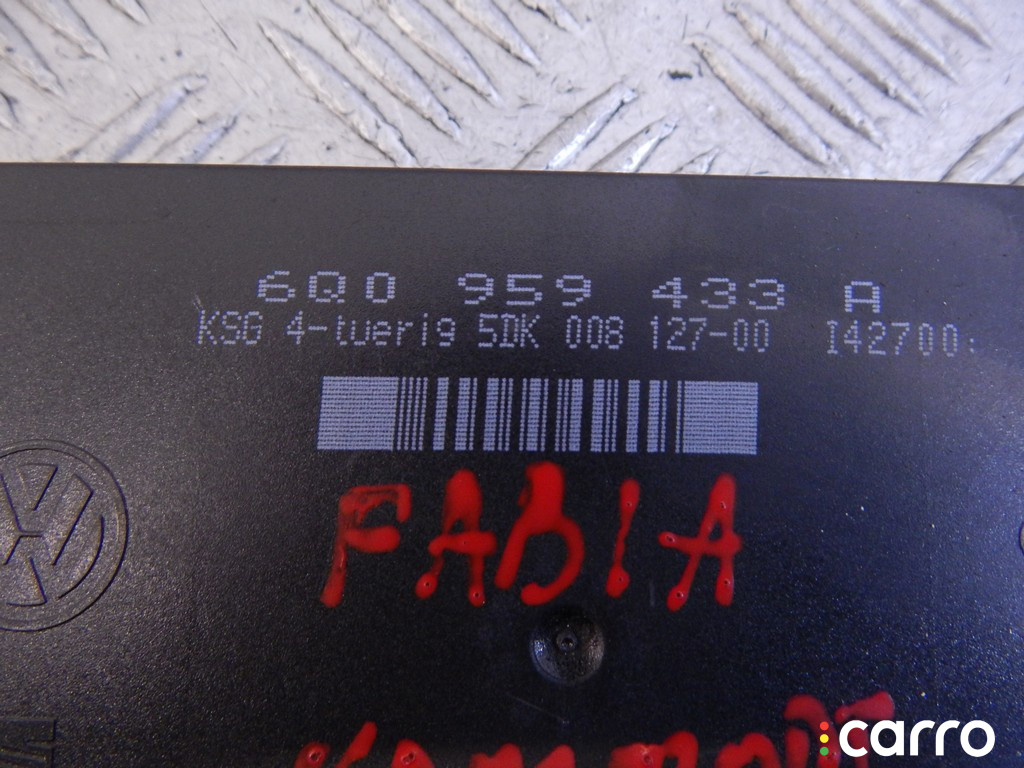 6Q0 959 433 A
KSG 4-tuerig 5DK 008 127-00 I42700:
FABIA
carro